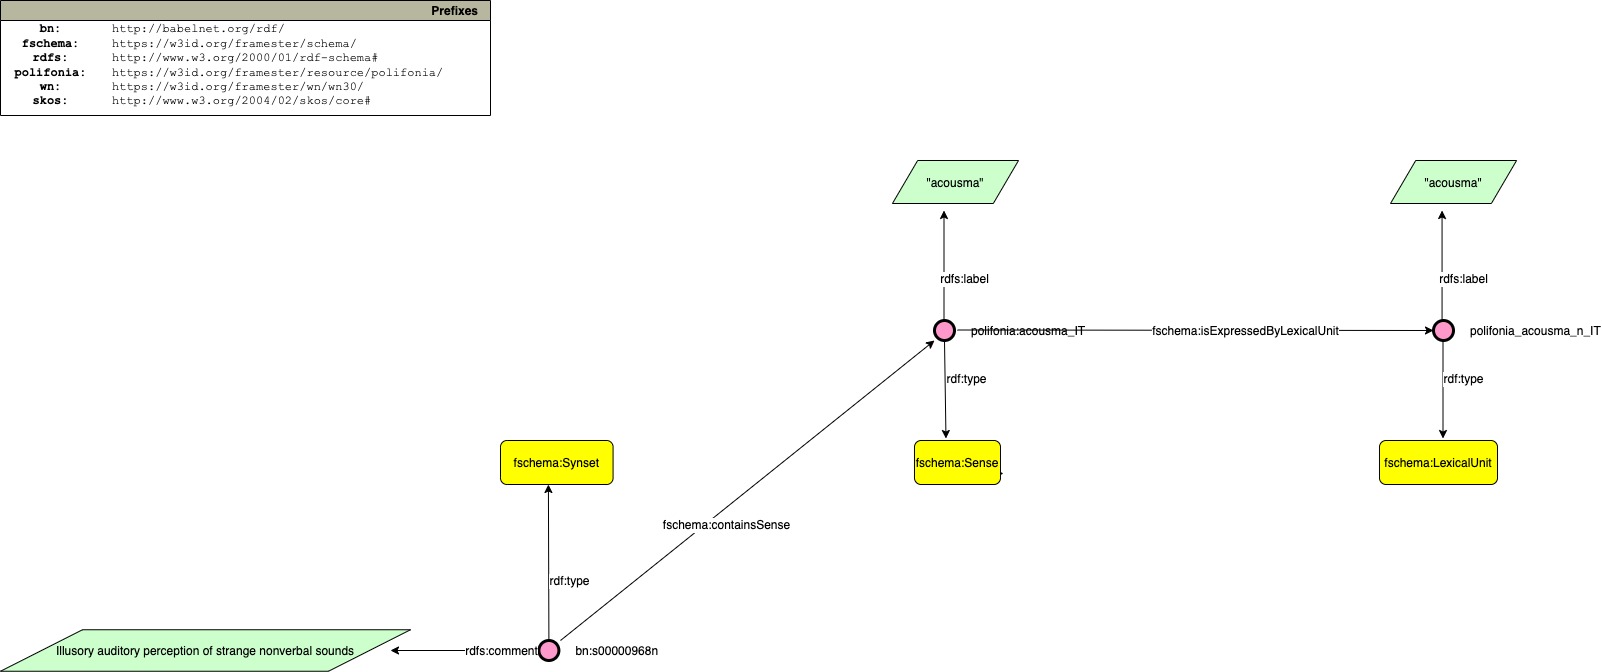 Prefixes
bn: http://babelnet.org/rdf/
fschema: https://w3id.org/framester/schema/
rdfs: http://www.w3.org/2000/01/rdf-schema#
polifonia: https://w3id.org/framester/resource/polifonia/
wn: https://w3id.org/framester/wn/wn30/
skos: http://www.w3.org/2004/02/skos/core#
"acousma" "acousma"
rdfs:label rdfs:label
polifonia:acousma_IT fschema:isExpressedByLexicalUnit polifonia_acousma_n_IT
rdf:type rdf:type
fschema:Synset fschema:Sense fschema:LexicalUnit
fschema:containsSense
rdf:type
Illusory auditory perception of strange nonverbal sounds rdfs:comment bn:s00000968n